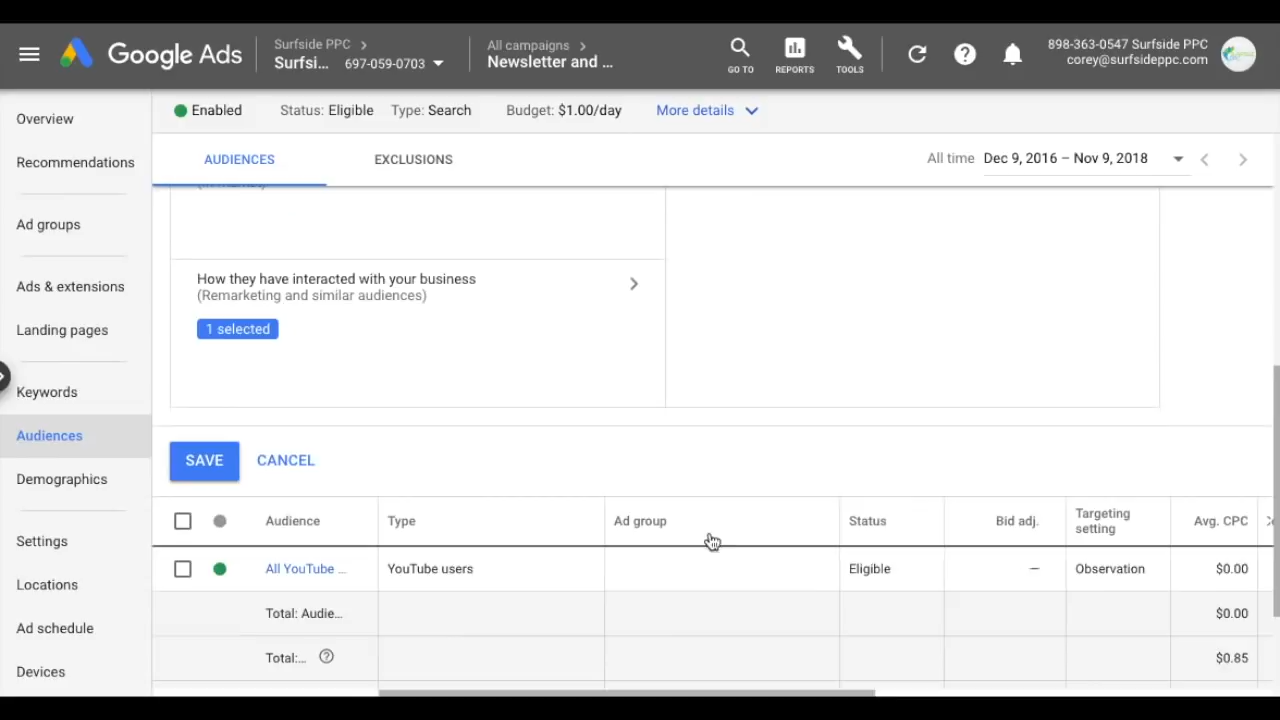 Google Ads
Surfside PPC
Surfsi... 697-059-0703
All campaigns
Newsletter and ...
GO TO
REPORTS
TOOLS
898-363-0547 Surfside PPC
corey@surfsideppc.com
Enabled Status: Eligible Type: Search Budget: $1.00/day More details
Overview
Recommendations
Ad groups
Ads & extensions
Landing pages
Keywords
Audiences
Demographics
Settings
Locations
Ad schedule
Devices
AUDIENCES EXCLUSIONS All time Dec 9, 2016 – Nov 9, 2018
How they have interacted with your business
(Remarketing and similar audiences)
1 selected
SAVE CANCEL
Audience Type Ad group Status Bid adj. Targeting setting Avg. CPC
All YouTube ... YouTube users Eligible — Observation $0.00
Total: Audie... $0.00
Total:... $0.85